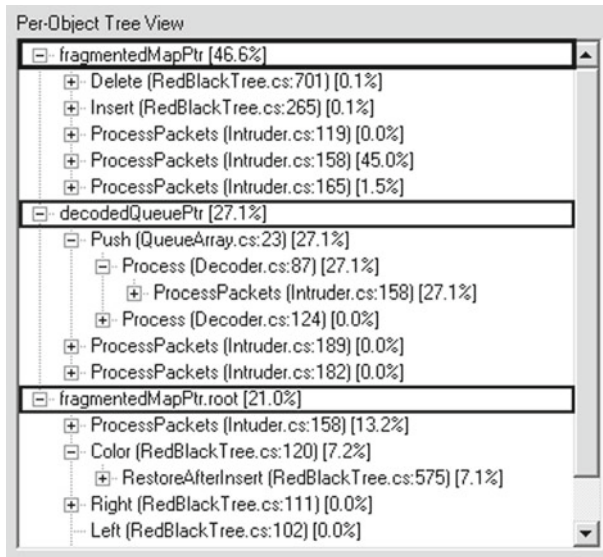 Per-Object Tree View
fragmentedMapPtr [46.6%]
Delete (RedBlackTree.cs:701) [0.1%]
Insert (RedBlackTree.cs:265) [0.1%]
ProcessPackets (Intruder.cs:119) [0.0%]
ProcessPackets (Intruder.cs:158) [45.0%]
ProcessPackets (Intruder.cs:165) [1.5%]
decodedQueuePtr [27.1%]
Push (QueueArray.cs:23) [27.1%]
Process (Decoder.cs:87) [27.1%]
ProcessPackets (Intruder.cs:158) [27.1%]
Process (Decoder.cs:124) [0.0%]
ProcessPackets (Intruder.cs:189) [0.0%]
ProcessPackets (Intruder.cs:182) [0.0%]
fragmentedMapPtr.root [21.0%]
ProcessPackets (Intuder.cs:158) [13.2%]
Color (RedBlackTree.cs:120) [7.2%]
RestoreAfterInsert (RedBlackTree.cs:575) [7.1%]
Right (RedBlackTree.cs:111) [0.0%]
Left (RedBlackTree.cs:102) [0.0%]